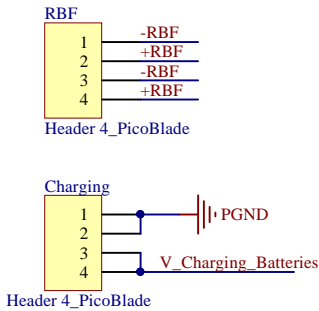 RBF
1 -RBF
2 +RBF
3 -RBF
4 +RBF
Header 4_PicoBlade
Charging
1 PGND
2
3
4 V_Charging_Batteries
Header 4_PicoBlade